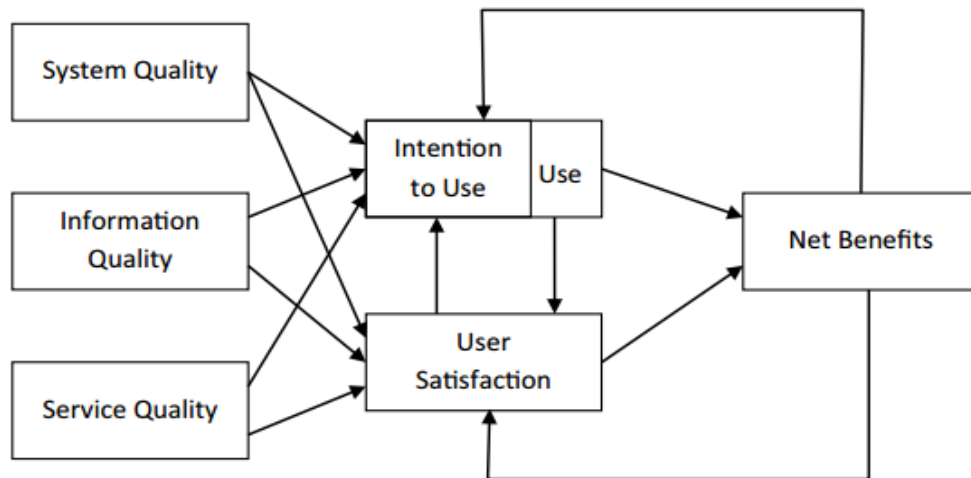 System Quality
Intention
to Use
Use
Information
Quality
Net Benefits
User
Satisfaction
Service Quality